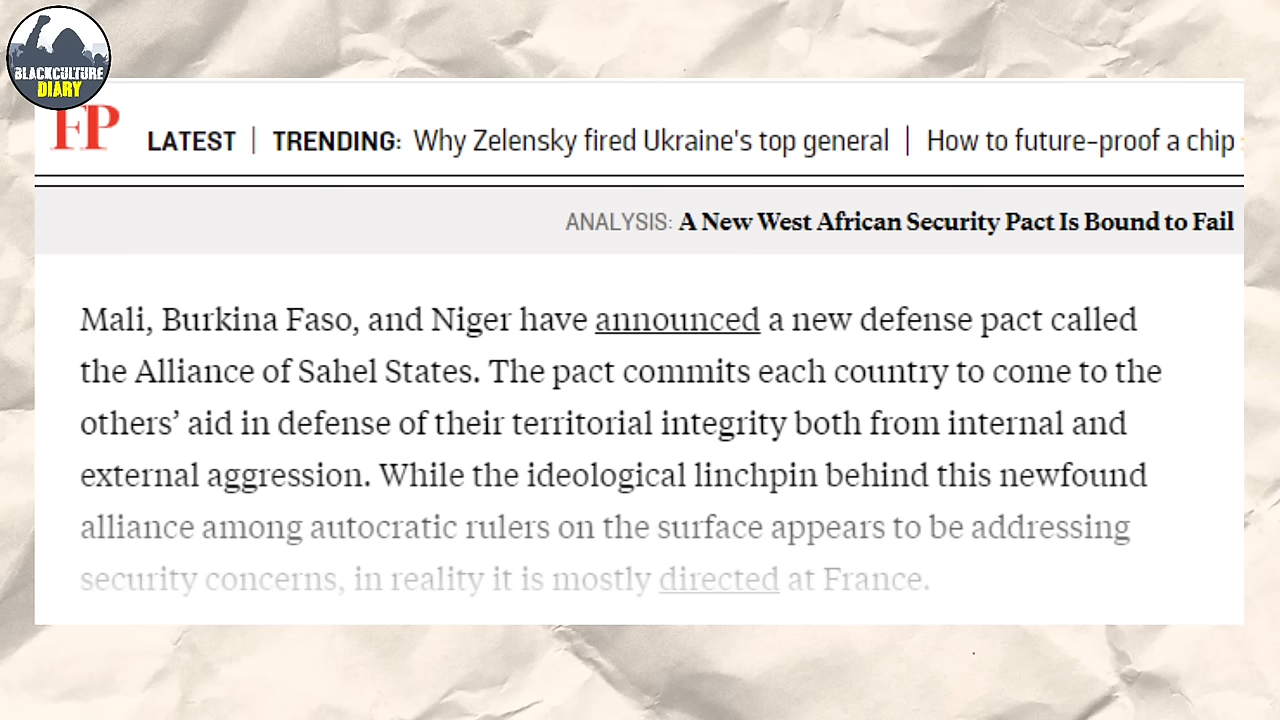 BLACKCULTURE
DIARY
FP
LATEST | TRENDING: Why Zelensky fired Ukraine's top general | How to future-proof a chip
ANALYSIS: A New West African Security Pact Is Bound to Fail
Mali, Burkina Faso, and Niger have announced a new defense pact called
the Alliance of Sahel States. The pact commits each country to come to the
others’ aid in defense of their territorial integrity both from internal and
external aggression. While the ideological linchpin behind this newfound
alliance among autocratic rulers on the surface appears to be addressing
security concerns, in reality it is mostly directed at France.